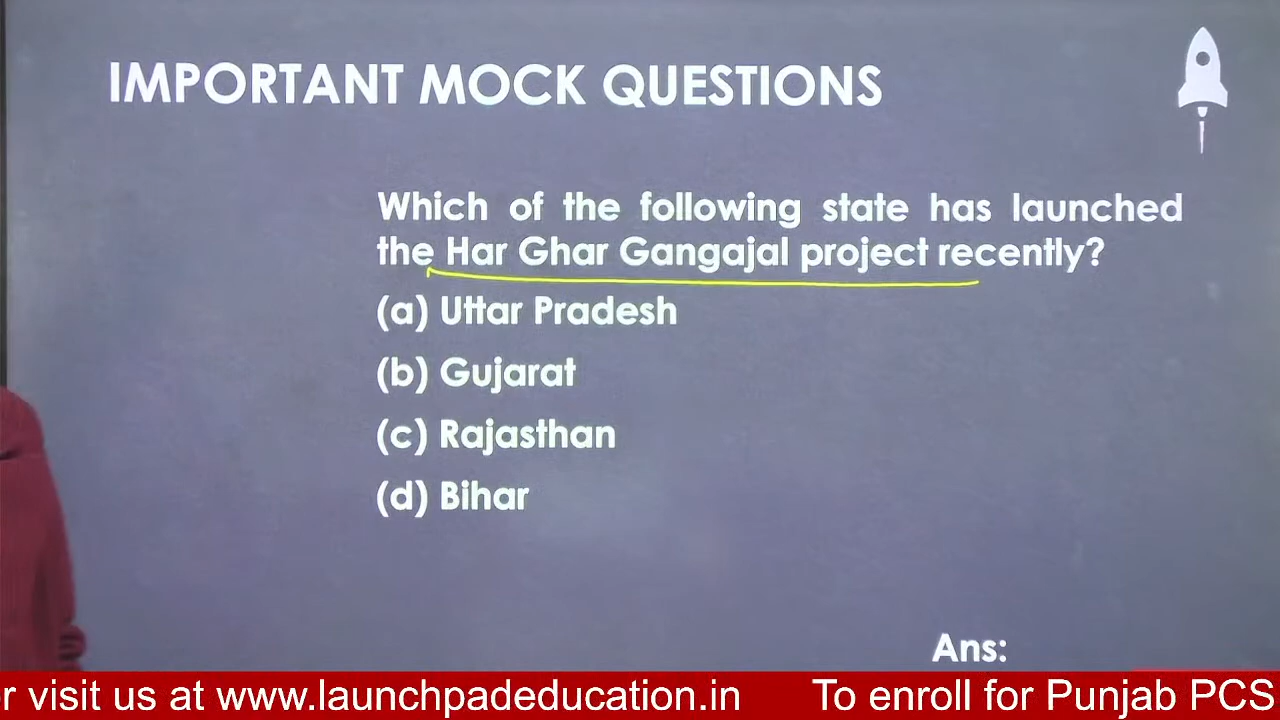 IMPORTANT MOCK QUESTIONS
Which of the following state has launched
the Har Ghar Gangajal project recently?
(a) Uttar Pradesh
(b) Gujarat
(c) Rajasthan
(d) Bihar
Ans:
r visit us at www.launchpadeducation.in To enroll for Punjab PCS